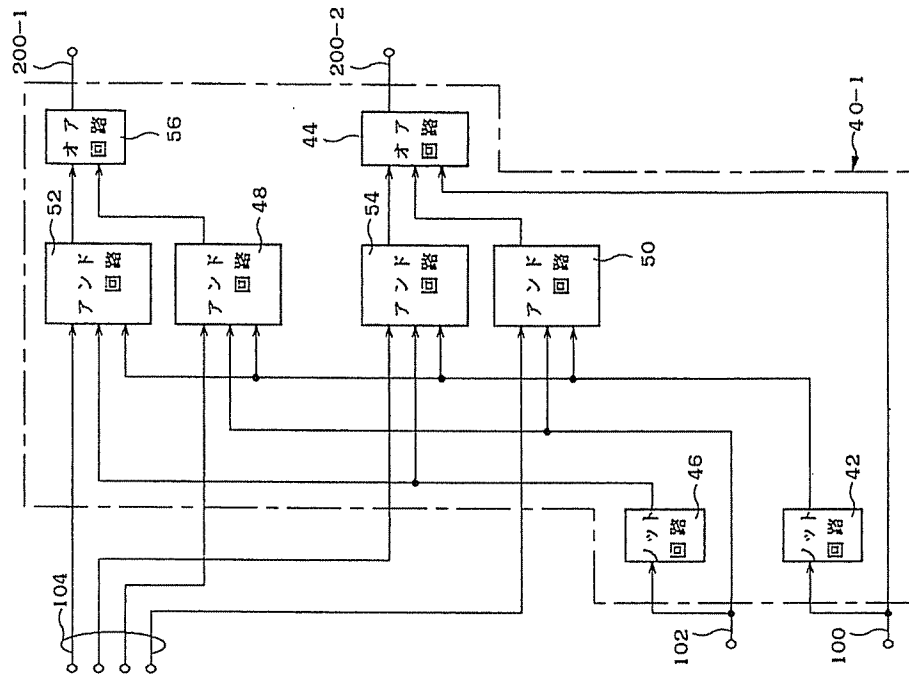 104
52
アンド
回路
オア
回路
56
200-1
48
アンド
回路
54
アンド
回路
44
オア
回路
200-2
50
アンド
回路
46
ノット
回路
102
42
ノット
回路
100
40-1